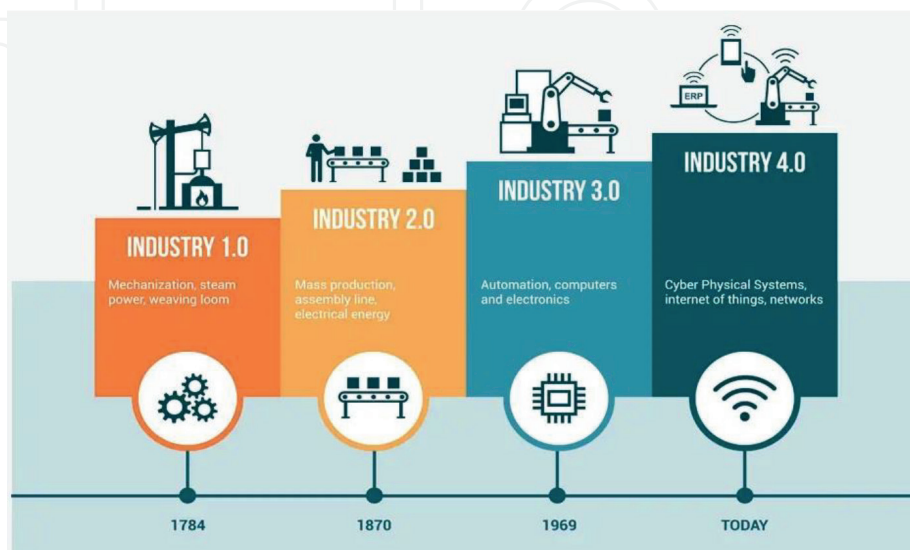 ERP
INDUSTRY 1.0
Mechanization, steam
power, weaving loom
INDUSTRY 2.0
Mass production,
assembly line,
electrical energy
INDUSTRY 3.0
Automation, computers
and electronics
INDUSTRY 4.0
Cyber Physical Systems,
internet of things, networks
1784
1870
1969
TODAY